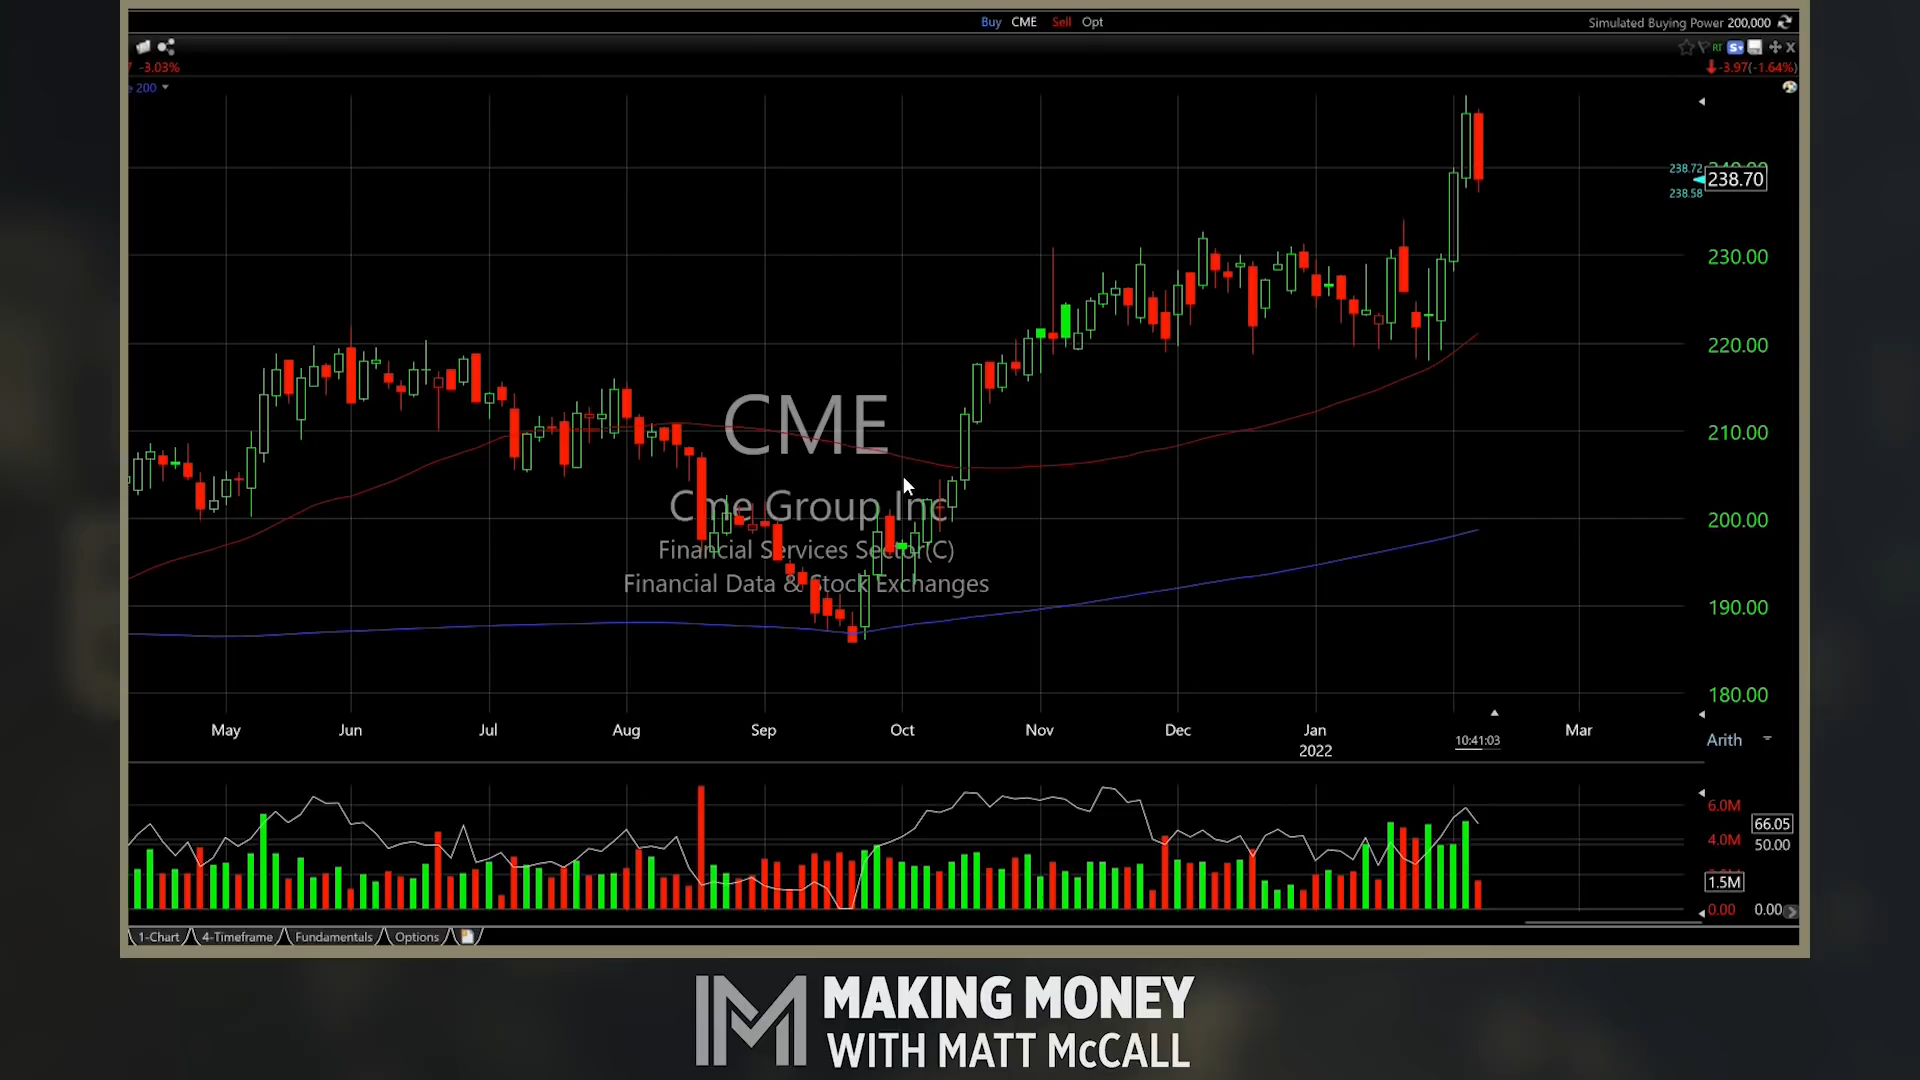 Buy CME Sell Opt
Simulated Buying Power 200,000
RT S
-3.03%
-3.97(-1.64%)
200
238.72
238.70
238.58
230.00
220.00
210.00
200.00
190.00
180.00
CME
Cme Group Inc
Financial Services Sector(C)
Financial Data & Stock Exchanges
May Jun Jul Aug Sep Oct Nov Dec Jan Mar
2022
10:41:03
Arith
6.0M
66.05
4.0M
50.00
1.5M
0.00 0.00
1-Chart 4-Timeframe Fundamentals Options
MAKING MONEY
WITH MATT McCALL